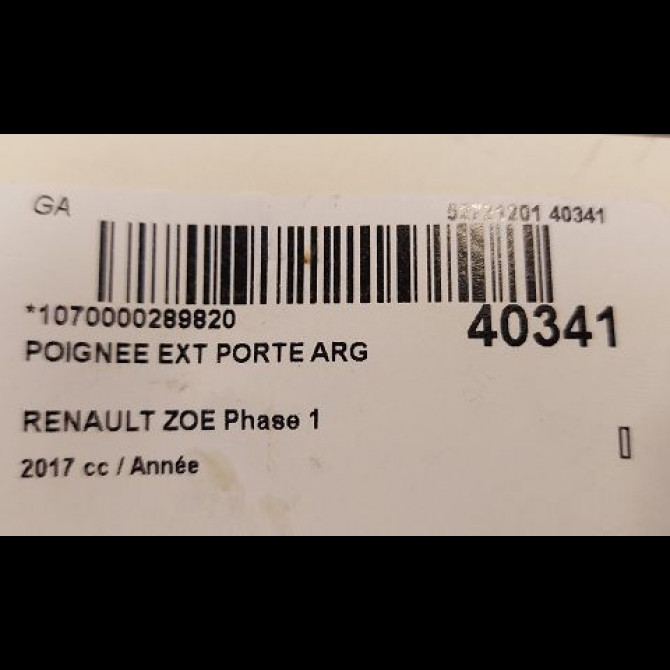 GA
40341
*1070000289820
40341
POIGNEE EXT PORTE ARG
RENAULT ZOE Phase 1
2017 cc / Année